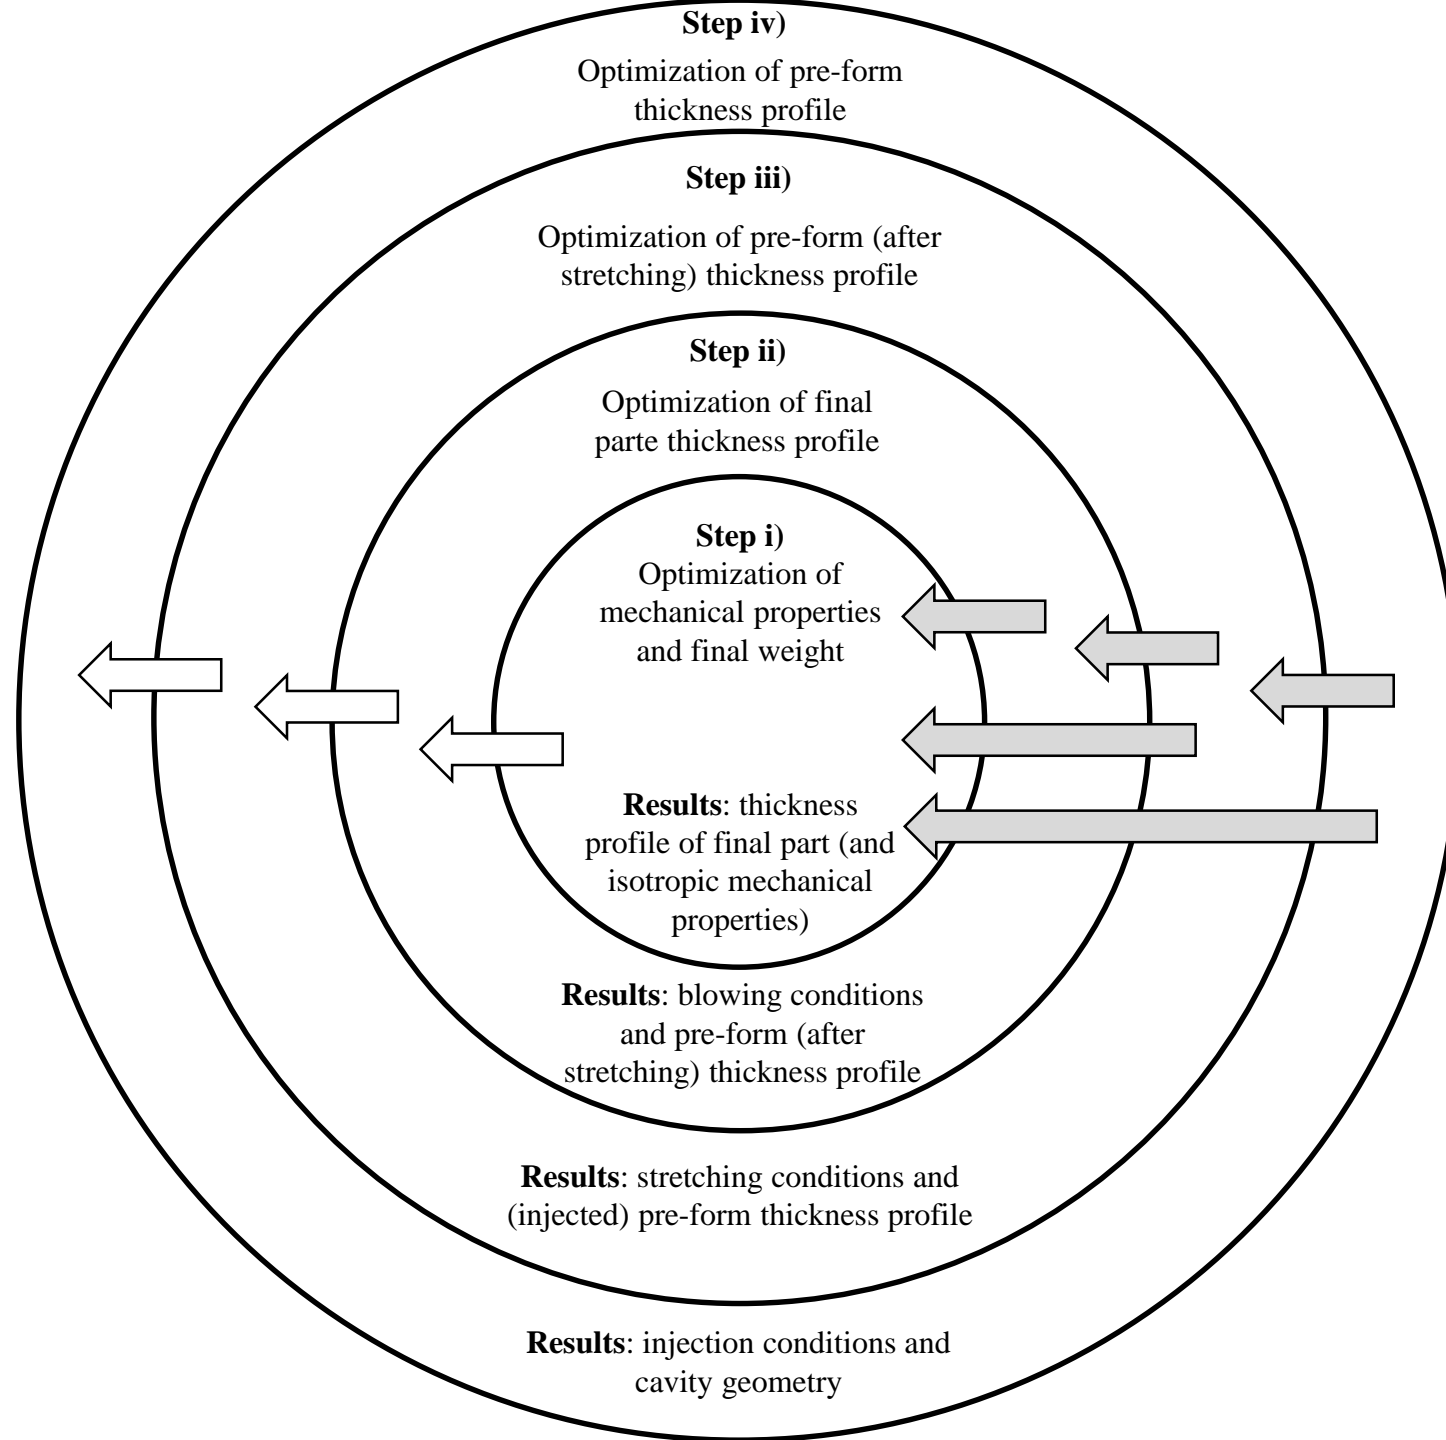 Step iv)
Optimization of pre-form
thickness profile
Step iii)
Optimization of pre-form (after
stretching) thickness profile
Step ii)
Optimization of final
parte thickness profile
Step i)
Optimization of
mechanical properties
and final weight
Results: thickness
profile of final part (and
isotropic mechanical
properties)
Results: blowing conditions
and pre-form (after
stretching) thickness profile
Results: stretching conditions and
(injected) pre-form thickness profile
Results: injection conditions and
cavity geometry